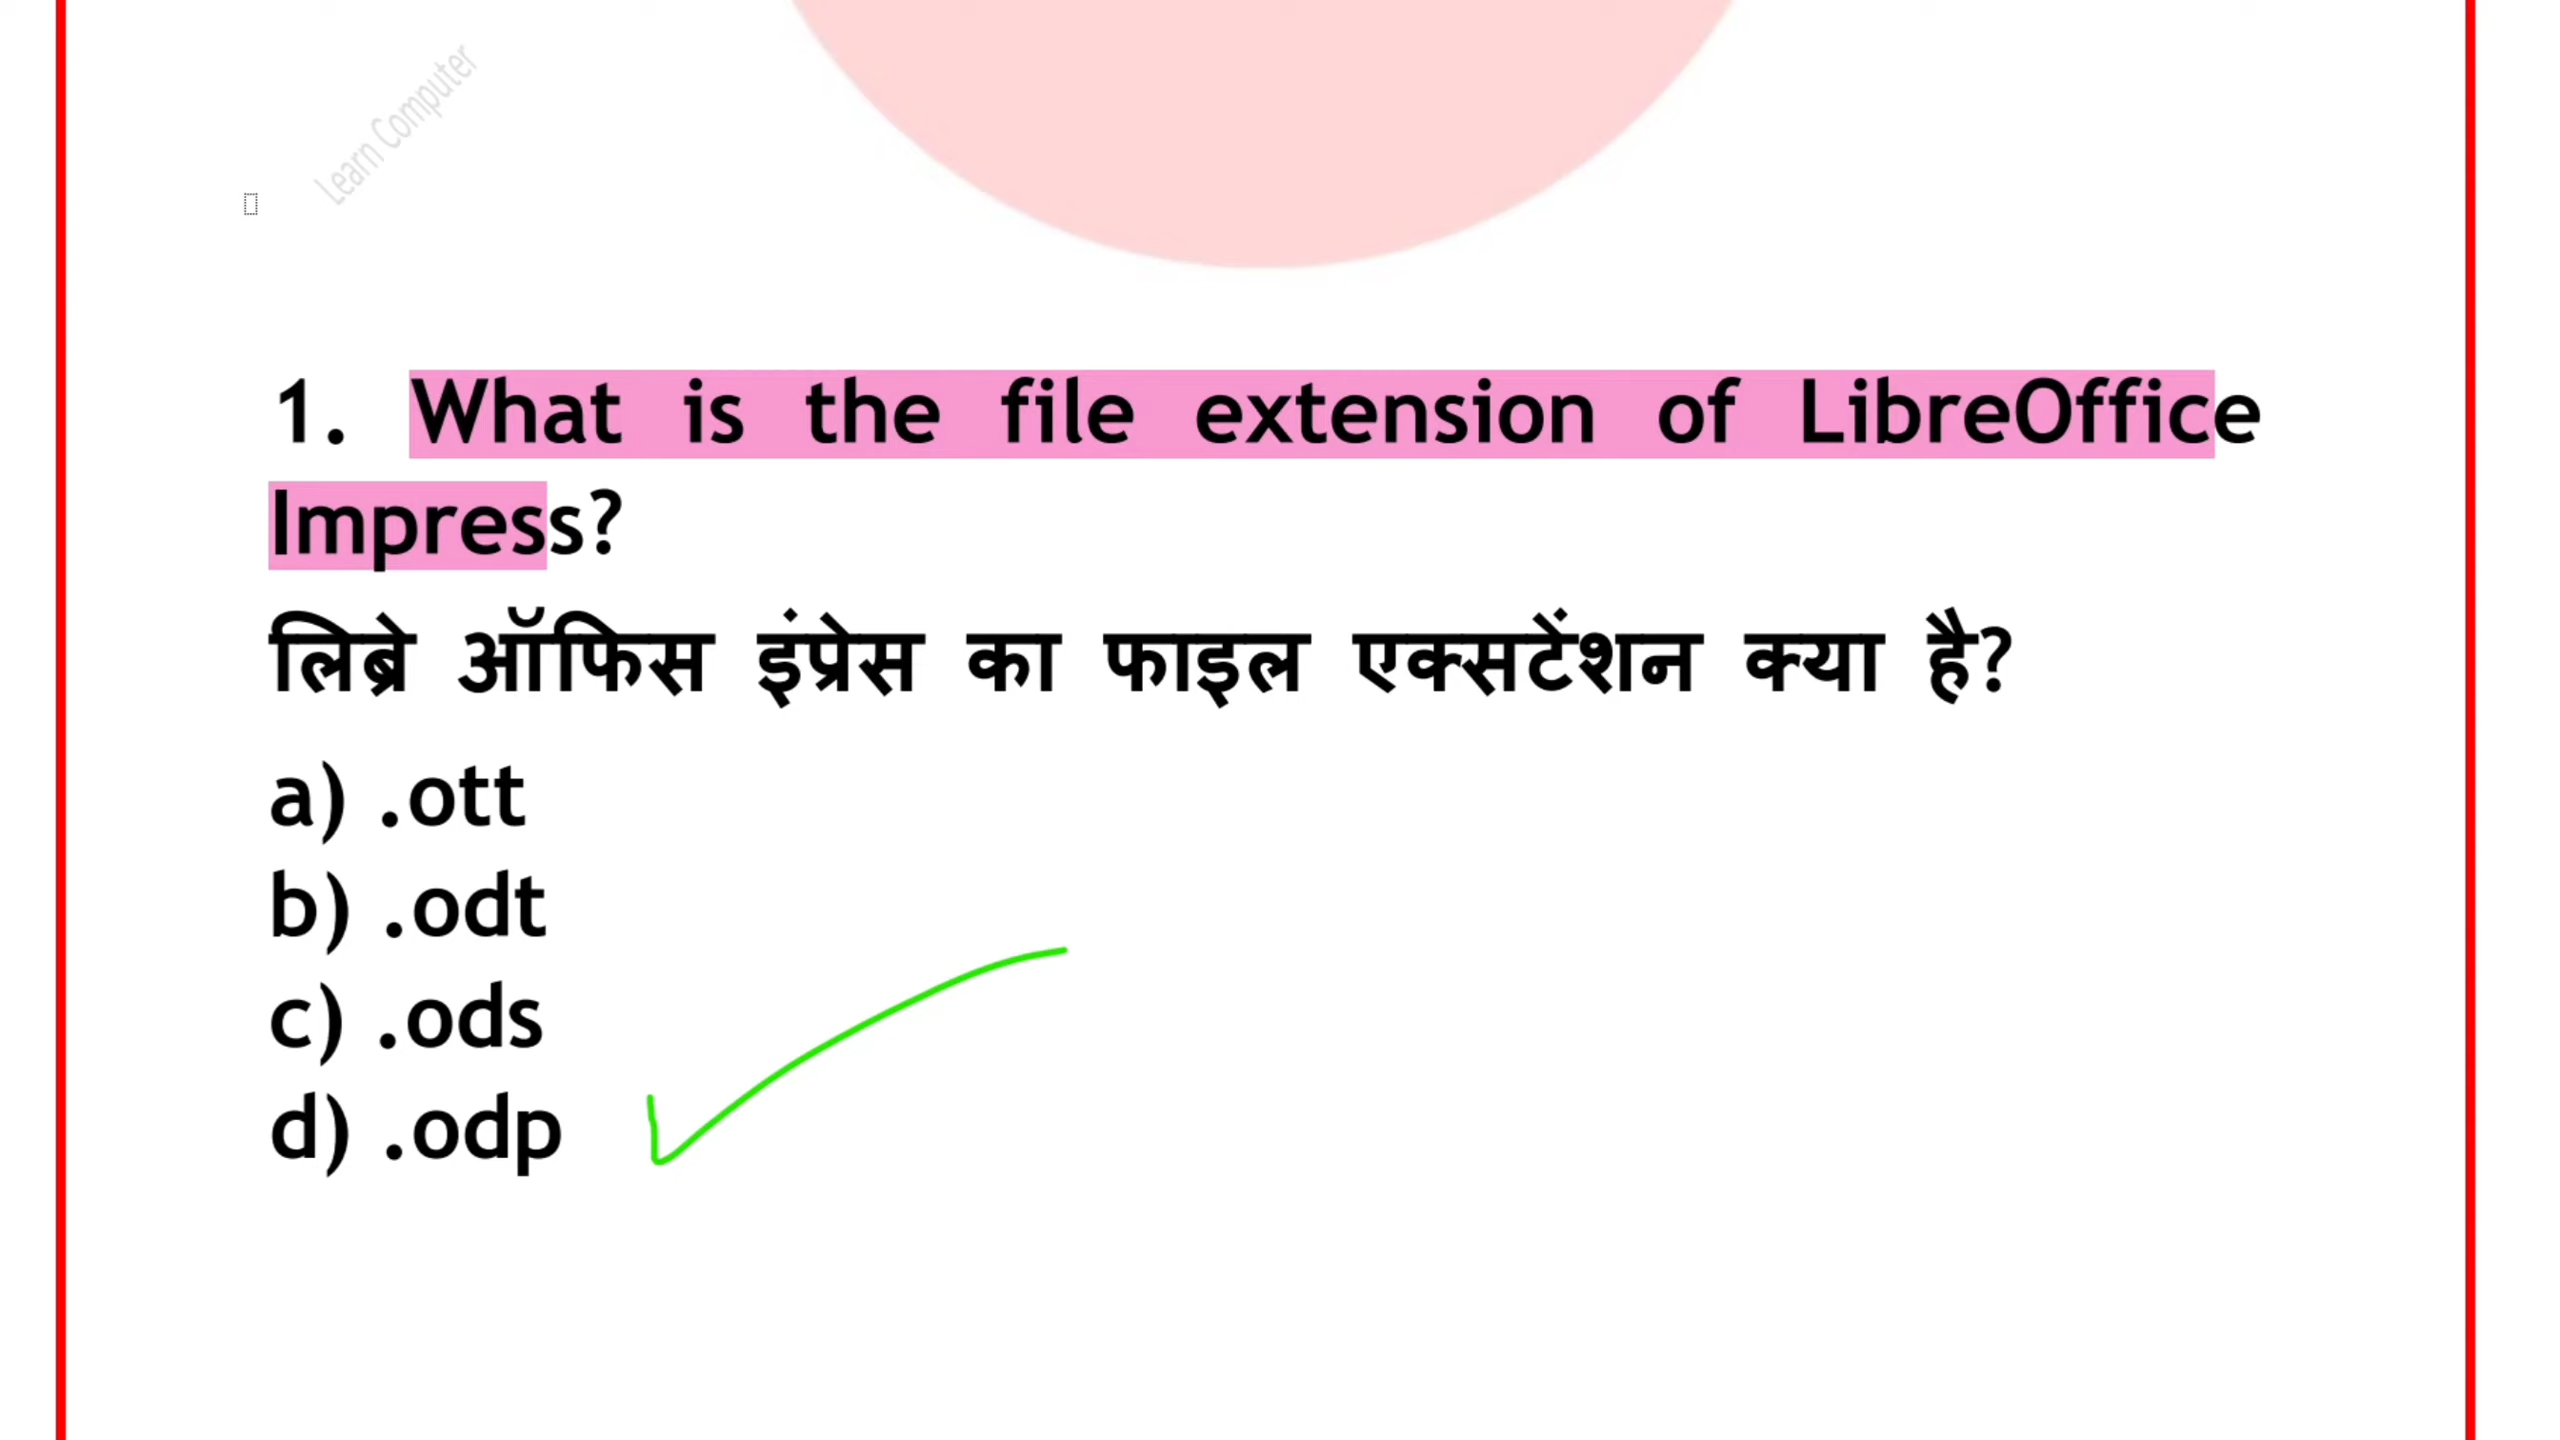 Learn Computer
1. What is the file extension of LibreOffice
Impress?
लिब्रे ऑफिस इंप्रेस का फाइल एक्सटेंशन क्या है?
a) .ott
b) .odt
c) .ods
d) .odp